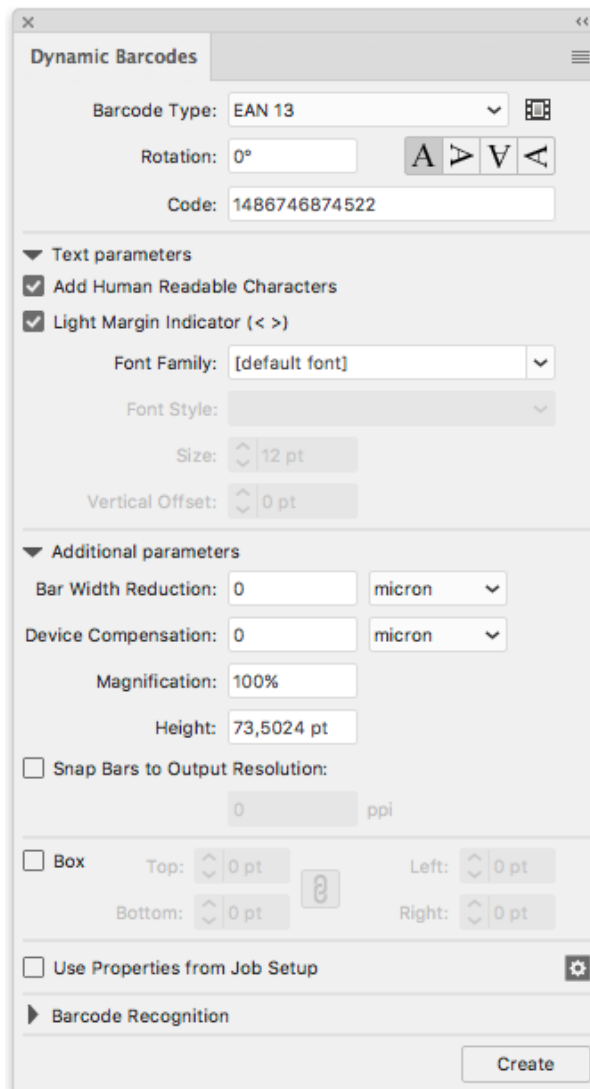 Dynamic Barcodes
Barcode Type: EAN 13
Rotation: 0° A A A A
Code: 1486746874522
Text parameters
Add Human Readable Characters
Light Margin Indicator (< >)
Font Family: [default font]
Font Style:
Size: 12 pt
Vertical Offset: 0 pt
Additional parameters
Bar Width Reduction: 0 micron
Device Compensation: 0 micron
Magnification: 100%
Height: 73,5024 pt
Snap Bars to Output Resolution:
0 ppi
Box Top: 0 pt Left: 0 pt
Bottom: 0 pt Right: 0 pt
Use Properties from Job Setup
Barcode Recognition
Create